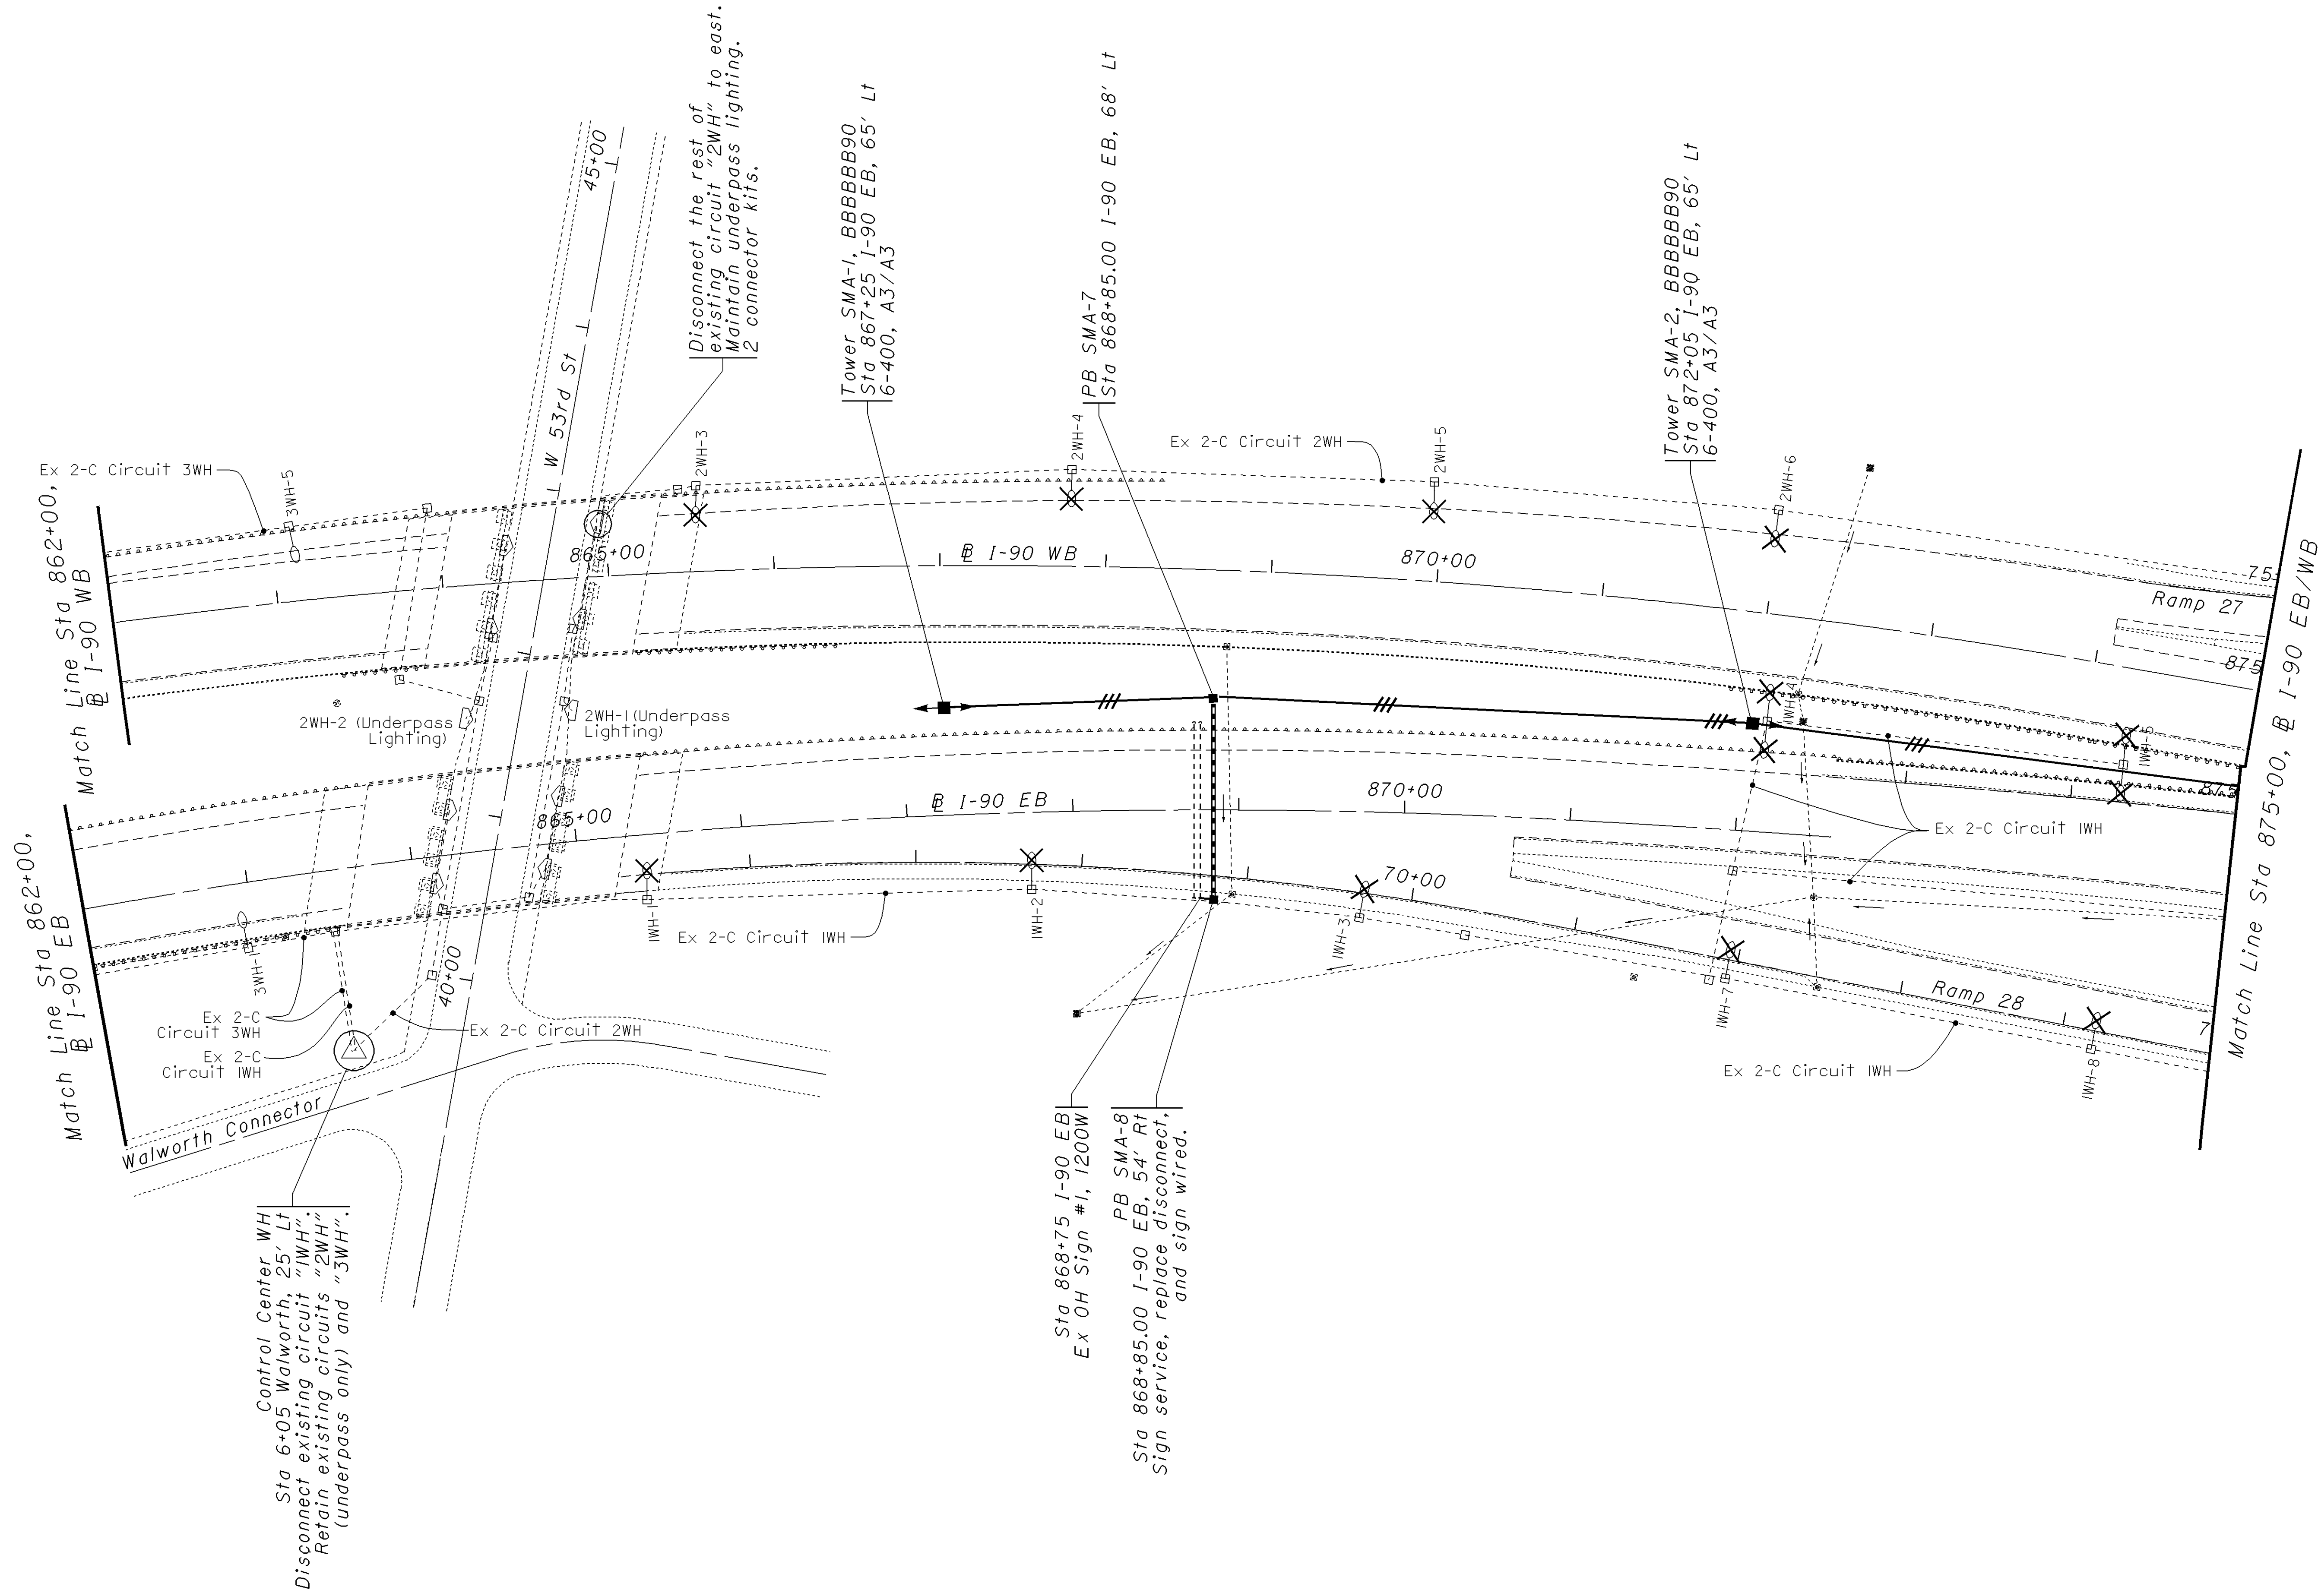 Disconnect the rest of
existing circuit "2WH" to east.
Maintain underpass lighting.
2 connector kits.
Tower SMA-1, BBBBBB90
Sta 867+25 I-90 EB, 65' Lt
6-400, A3/A3
PB SMA-7
Sta 868+85.00 I-90 EB, 68' Lt
Tower SMA-2, BBBBBB90
Sta 872+05 I-90 EB, 65' Lt
6-400, A3/A3
45+00
W 53rd St
40+00
Ex 2-C Circuit 3WH
3WH-5
2WH-3
2WH-4
Ex 2-C Circuit 2WH
2WH-5
2WH-6
Match Line Sta 862+00,
℄ I-90 WB
865+00
℄ I-90 WB
870+00
75
Ramp 27
875
2WH-2 (Underpass
Lighting)
2WH-1 (Underpass
Lighting)
1WH-4
1WH-5
875
Match Line Sta 875+00, ℄ I-90 EB/WB
Match Line Sta 862+00,
℄ I-90 EB
865+00
℄ I-90 EB
870+00
Ex 2-C Circuit 1WH
3WH-1
1WH-1
Ex 2-C Circuit 1WH
1WH-2
1WH-3
70+00
1WH-7
Ramp 28
7
1WH-8
Ex 2-C Circuit 1WH
Ex 2-C
Circuit 3WH
Ex 2-C
Circuit 1WH
Ex 2-C Circuit 2WH
Walworth Connector
Control Center WH
Sta 6+05 Walworth, 25' Lt
Disconnect existing circuit "1WH".
Retain existing circuits "2WH"
(underpass only) and "3WH".
Sta 868+75 I-90 EB
Ex OH Sign #1, 1200W
PB SMA-8
Sta 868+85.00 I-90 EB, 54' Rt
Sign service, replace disconnect,
and sign wired.